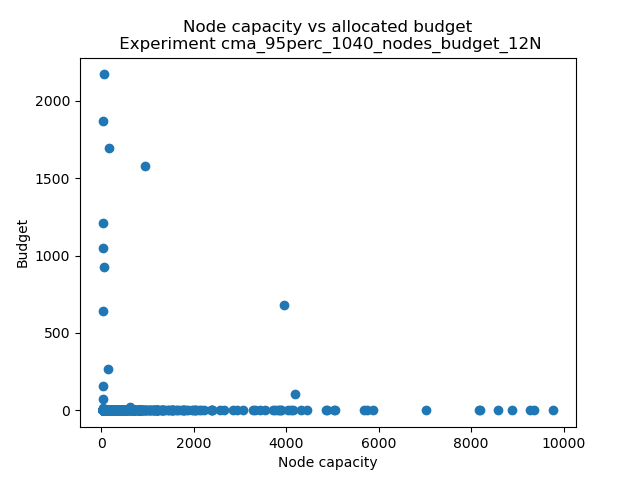 Node capacity vs allocated budget
Experiment cma_95perc_1040_nodes_budget_12N
2000
1500
1000
500
0
Budget
0 2000 4000 6000 8000 10000
Node capacity